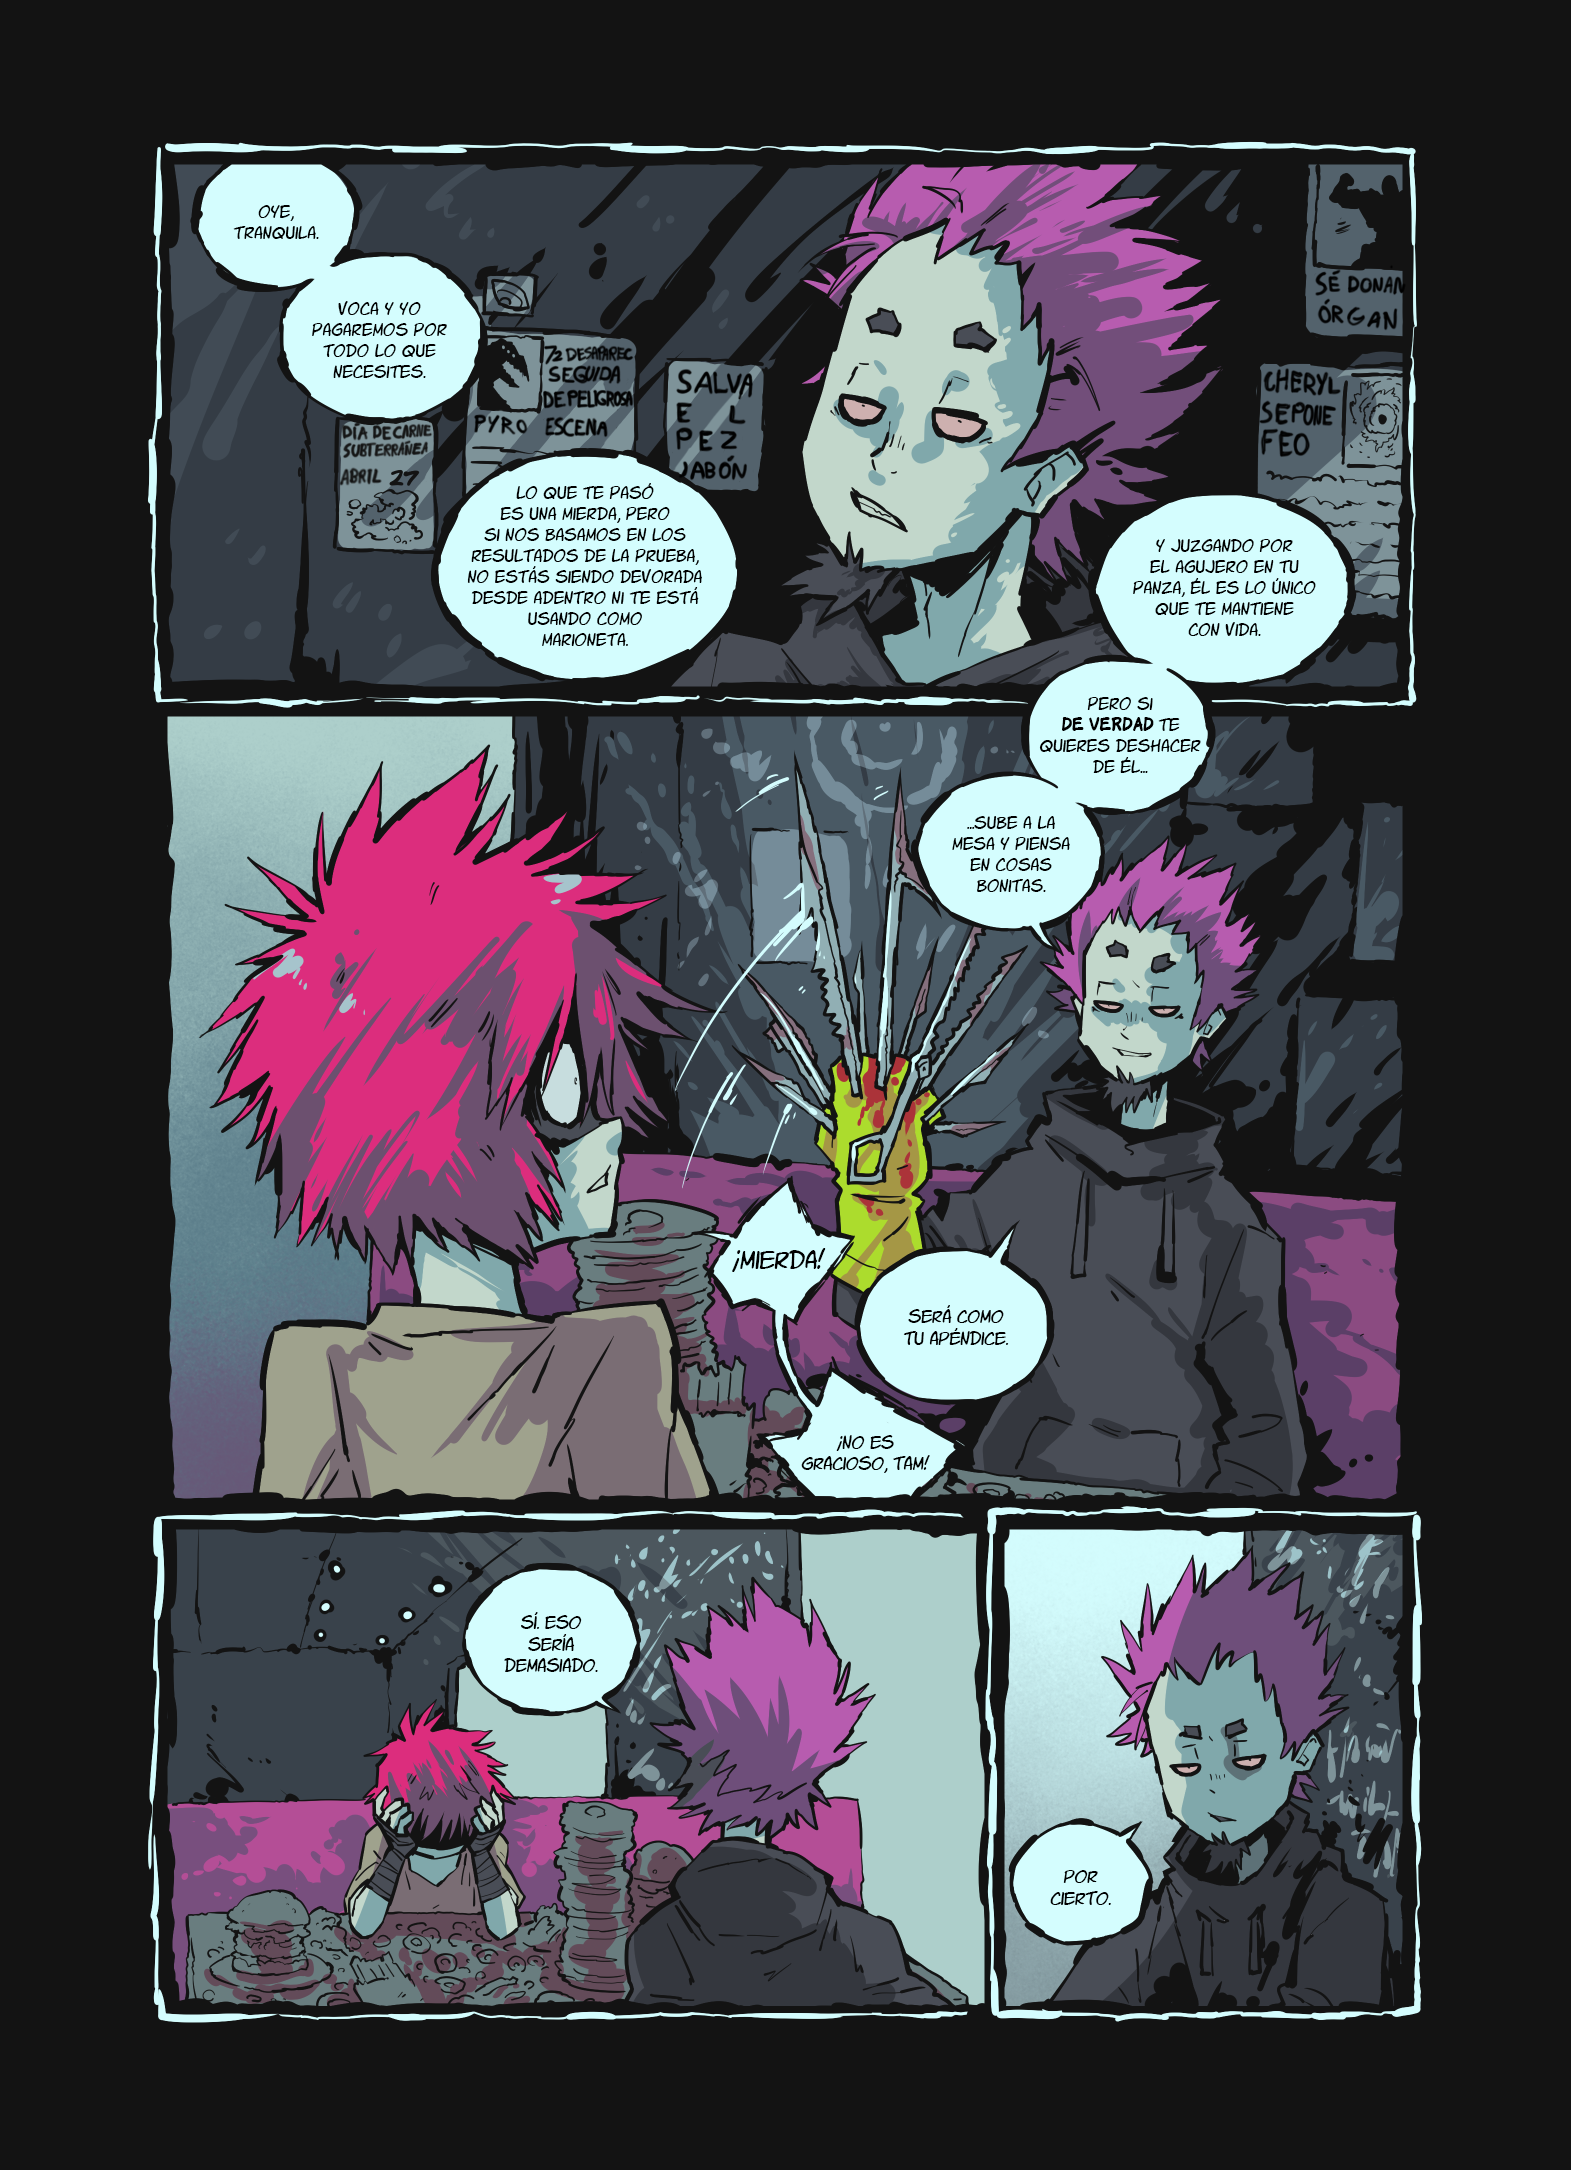 OYE,
TRANQUILA.
VOCA Y YO
PAGAREMOS POR
TODO LO QUE
NECESITES.
LO QUE TE PASÓ
ES UNA MIERDA, PERO
SI NOS BASAMOS EN LOS
RESULTADOS DE LA PRUEBA,
NO ESTÁS SIENDO DEVORADA
DESDE ADENTRO NI TE ESTÁ
USANDO COMO
MARIONETA.
Y JUZGANDO POR
EL AGUJERO EN TU
PANZA, ÉL ES LO ÚNICO
QUE TE MANTIENE
CON VIDA.
DÍA DE CARNE
SUBTERRÁNEA
ABRIL 27
72 DESAPAREC
SEGUIDA
DE PELIGROSA
PYRO ESCENA
SALVA
E L
PEZ
JABÓN
SÉ DONAN
ÓRGAN
CHERYL
SE PONE
FEO
PERO SI
DE VERDAD TE
QUIERES DESHACER
DE ÉL...
...SUBE A LA
MESA Y PIENSA
EN COSAS
BONITAS.
¡MIERDA!
SERÁ COMO
TU APÉNDICE.
¡NO ES
GRACIOSO, TAM!
SÍ. ESO
SERÍA
DEMASIADO.
POR
CIERTO.